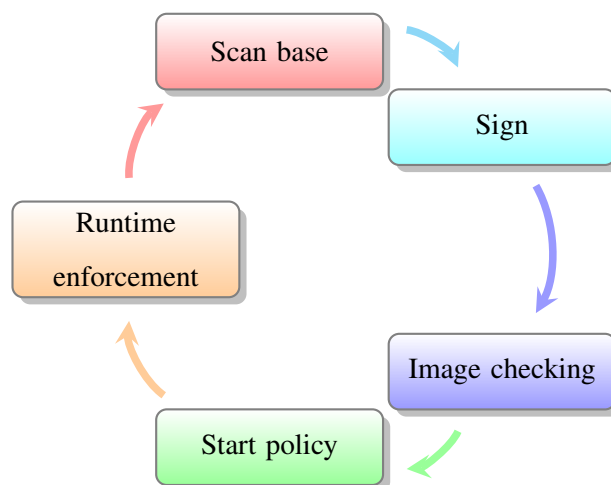 Scan base
Sign
Image checking
Start policy
Runtime
enforcement